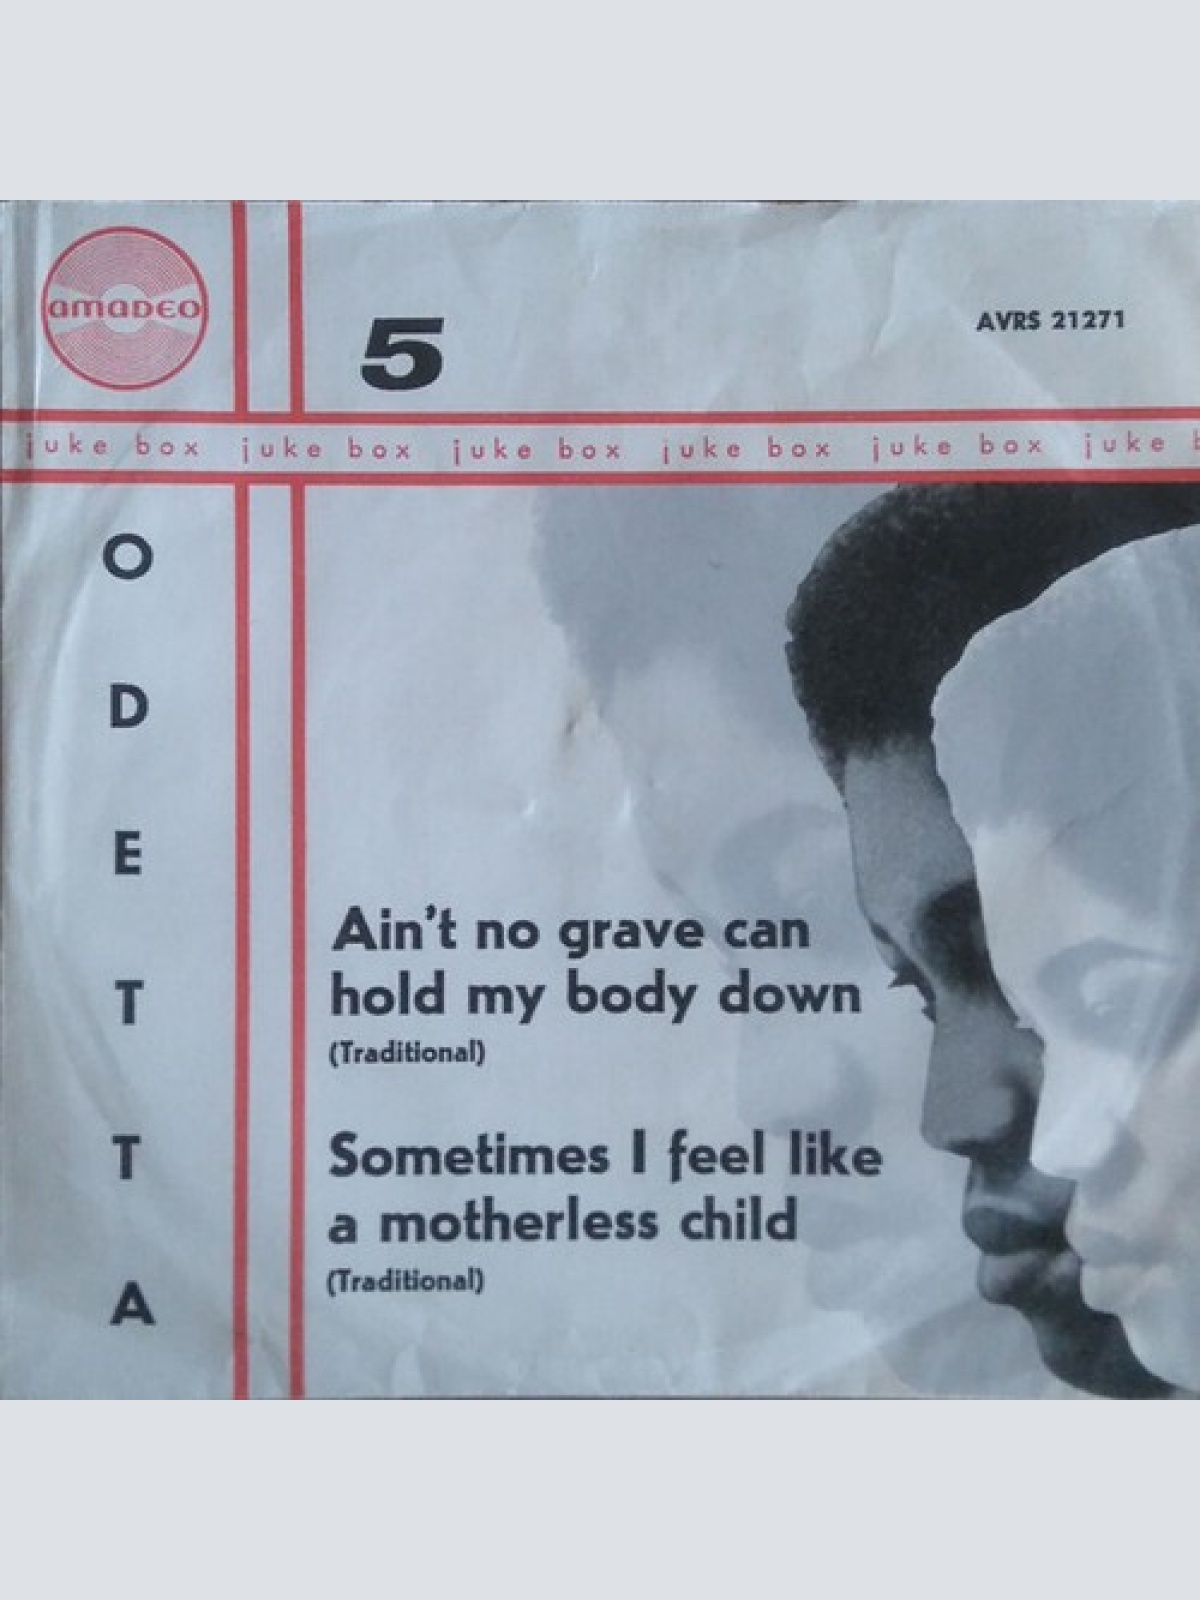 amadeo
5
AVRS 21271
juke box juke box juke box juke box juke box juke b
ODETTA
Ain't no grave can
hold my body down
(Traditional)
Sometimes I feel like
a motherless child
(Traditional)